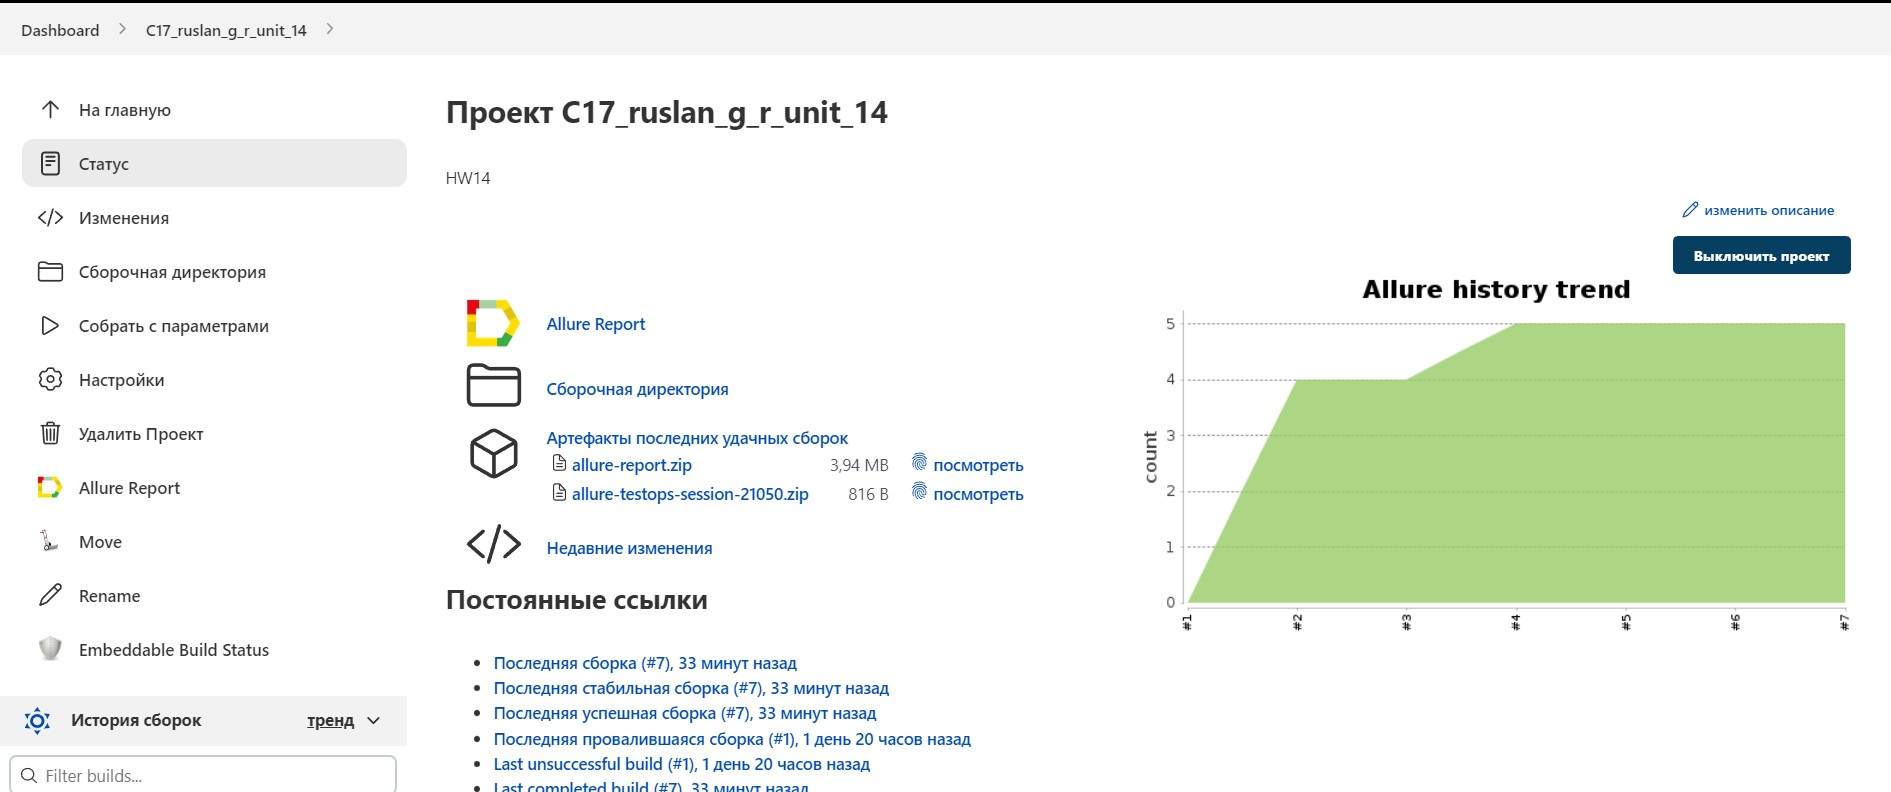 Dashboard > C17_ruslan_g_r_unit_14 >
На главную
Статус
Изменения
Сборочная директория
Собрать с параметрами
Настройки
Удалить Проект
Allure Report
Move
Rename
Embeddable Build Status
История сборок тренд
Filter builds...
Проект C17_ruslan_g_r_unit_14
HW14
изменить описание
Выключить проект
Allure Report
Сборочная директория
Артефакты последних удачных сборок
allure-report.zip 3,94 MB посмотреть
allure-testops-session-21050.zip 816 B посмотреть
Недавние изменения
Постоянные ссылки
Последняя сборка (#7), 33 минут назад
Последняя стабильная сборка (#7), 33 минут назад
Последняя успешная сборка (#7), 33 минут назад
Последняя провалившаяся сборка (#1), 1 день 20 часов назад
Last unsuccessful build (#1), 1 день 20 часов назад
Last completed build (#7), 33 минут назад
Allure history trend
5
4
3
2
1
0
count
#1 #2 #3 #4 #5 #6 #7